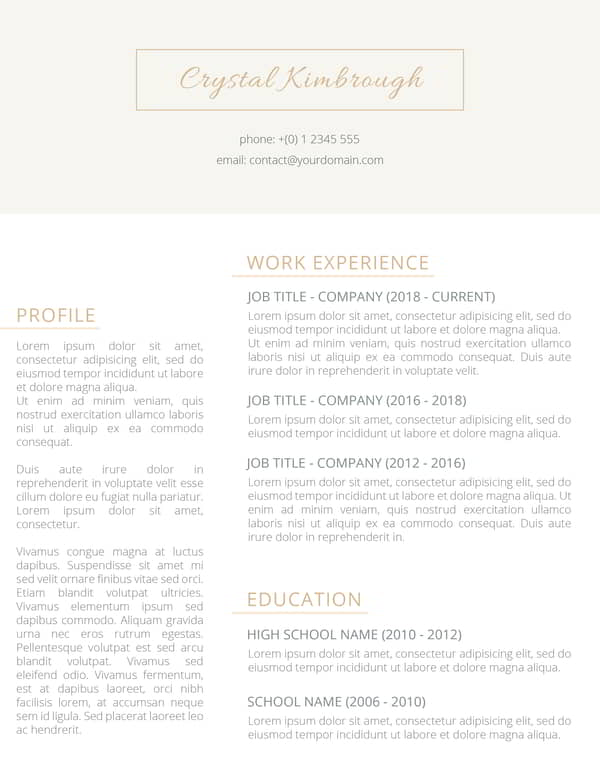 Crystal Kimbrough
phone: +(0) 1 2345 555
email: contact@yourdomain.com
PROFILE
Lorem ipsum dolor sit amet,
consectetur adipisicing elit, sed do
eiusmod tempor incididunt ut labore
et dolore magna aliqua.
Ut enim ad minim veniam, quis
nostrud exercitation ullamco laboris
nisi ut aliquip ex ea commodo
consequat.
Duis aute irure dolor in
reprehenderit in voluptate velit esse
cillum dolore eu fugiat nulla pariatur.
Lorem ipsum dolor sit amet,
consectetur.
Vivamus congue magna at luctus
dapibus. Suspendisse sit amet mi
sed velit ornare finibus vitae sed orci.
Etiam blandit volutpat ultricies.
Vivamus elementum ipsum sed
dapibus commodo. Aliquam gravida
urna nec eros rutrum egestas.
Pellentesque volutpat est sed arcu
blandit volutpat. Vivamus sed
eleifend odio. Vivamus fermentum,
est at dapibus laoreet, orci nibh
facilisis lorem, at accumsan neque
sem id ligula. Sed placerat laoreet leo
ac hendrerit.
WORK EXPERIENCE
JOB TITLE - COMPANY (2018 - CURRENT)
Lorem ipsum dolor sit amet, consectetur adipisicing elit, sed do
eiusmod tempor incididunt ut labore et dolore magna aliqua.
Ut enim ad minim veniam, quis nostrud exercitation ullamco
laboris nisi ut aliquip ex ea commodo consequat. Duis aute
irure dolor in reprehenderit in voluptate velit.
JOB TITLE - COMPANY (2016 - 2018)
Lorem ipsum dolor sit amet, consectetur adipisicing elit, sed do
eiusmod tempor incididunt ut labore et dolore magna aliqua.
JOB TITLE - COMPANY (2012 - 2016)
Lorem ipsum dolor sit amet, consectetur adipisicing elit, sed do
eiusmod tempor incididunt ut labore et dolore magna aliqua. Ut
enim ad minim veniam, quis nostrud exercitation ullamco
laboris nisi ut aliquip ex ea commodo consequat. Duis aute
irure dolor in reprehenderit in.
EDUCATION
HIGH SCHOOL NAME (2010 - 2012)
Lorem ipsum dolor sit amet, consectetur adipisicing elit, sed do
eiusmod tempor incididunt ut labore et dolore magna aliqua.
SCHOOL NAME (2006 - 2010)
Lorem ipsum dolor sit amet, consectetur adipisicing elit, sed do
eiusmod tempor incididunt ut labore et dolore magna aliqua.